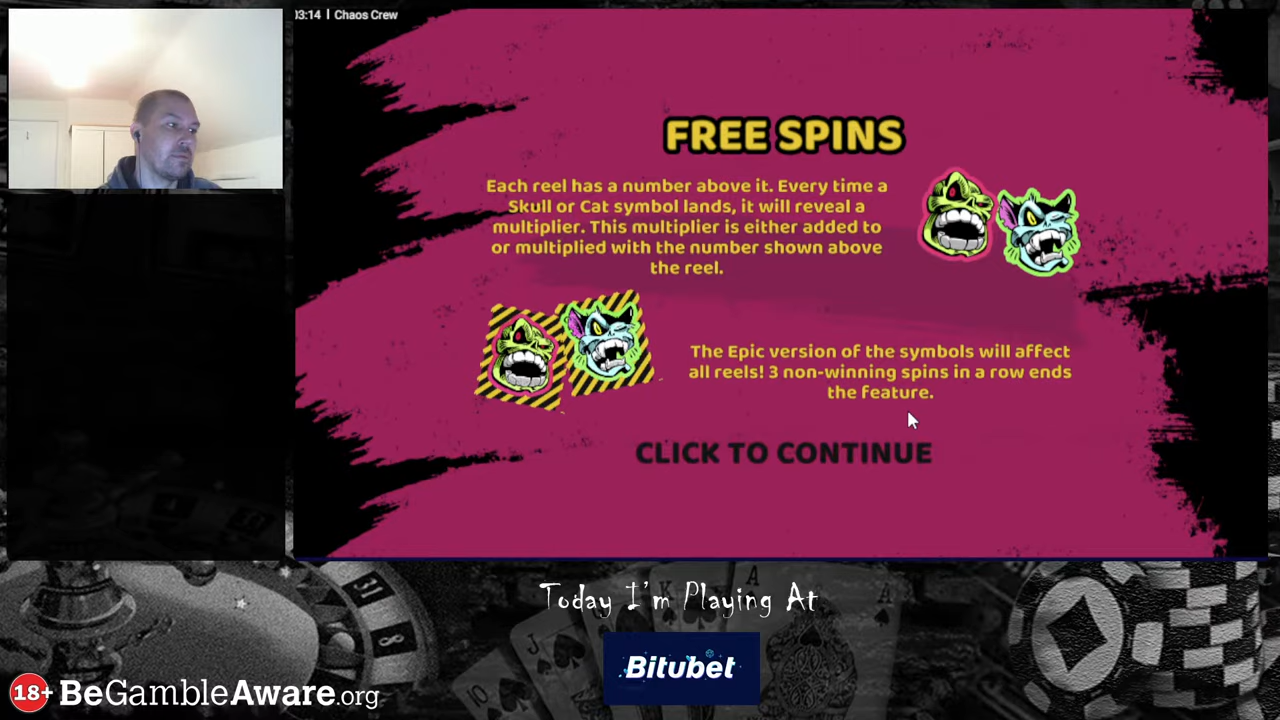 03:14 | Chaos Crew
FREE SPINS
Each reel has a number above it. Every time a
Skull or Cat symbol lands, it will reveal a
multiplier. This multiplier is either added to
or multiplied with the number shown above
the reel.
The Epic version of the symbols will affect
all reels! 3 non-winning spins in a row ends
the feature.
CLICK TO CONTINUE
Today I'm Playing At
Bitubet
18+ BeGambleAware.org